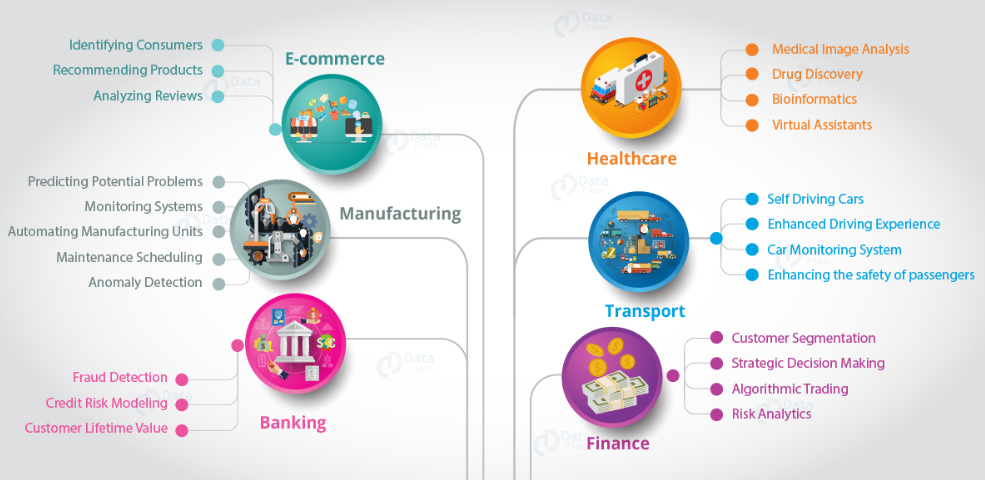 E-commerce
Identifying Consumers
Recommending Products
Analyzing Reviews
Manufacturing
Predicting Potential Problems
Monitoring Systems
Automating Manufacturing Units
Maintenance Scheduling
Anomaly Detection
Banking
Fraud Detection
Credit Risk Modeling
Customer Lifetime Value
Healthcare
Medical Image Analysis
Drug Discovery
Bioinformatics
Virtual Assistants
Transport
Self Driving Cars
Enhanced Driving Experience
Car Monitoring System
Enhancing the safety of passengers
Finance
Customer Segmentation
Strategic Decision Making
Algorithmic Trading
Risk Analytics
Data
Flair